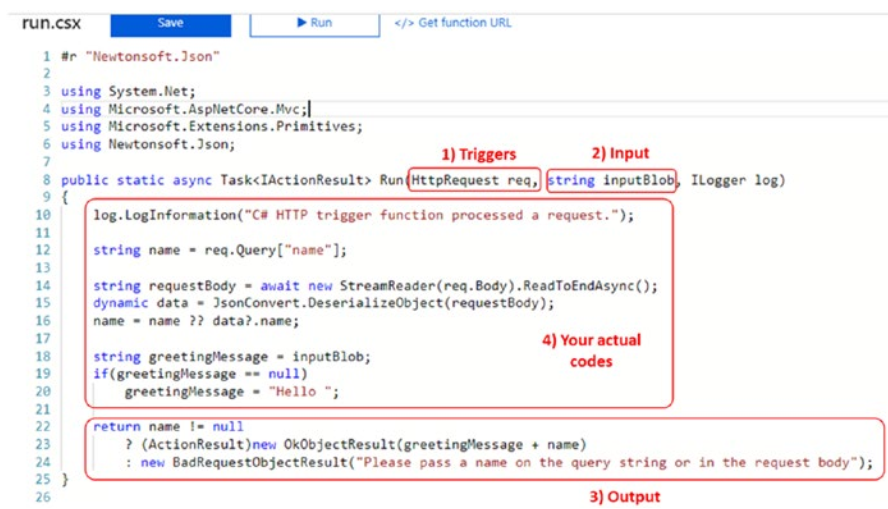 run.csx Save Run </> Get function URL
1 #r "Newtonsoft.Json"
2
3 using System.Net;
4 using Microsoft.AspNetCore.Mvc;
5 using Microsoft.Extensions.Primitives;
6 using Newtonsoft.Json;
1) Triggers 2) Input
7
8 public static async Task<IActionResult> Run(HttpRequest req, string inputBlob, ILogger log)
9 {
10 log.LogInformation("C# HTTP trigger function processed a request.");
11
12 string name = req.Query["name"];
13
14 string requestBody = await new StreamReader(req.Body).ReadToEndAsync();
15 dynamic data = JsonConvert.DeserializeObject(requestBody);
16 name = name ?? data?.name;
17
4) Your actual
codes
18 string greetingMessage = inputBlob;
19 if(greetingMessage == null)
20 greetingMessage = "Hello ";
21
22 return name != null
23 ? (ActionResult)new OkObjectResult(greetingMessage + name)
24 : new BadRequestObjectResult("Please pass a name on the query string or in the request body");
25 }
26
3) Output